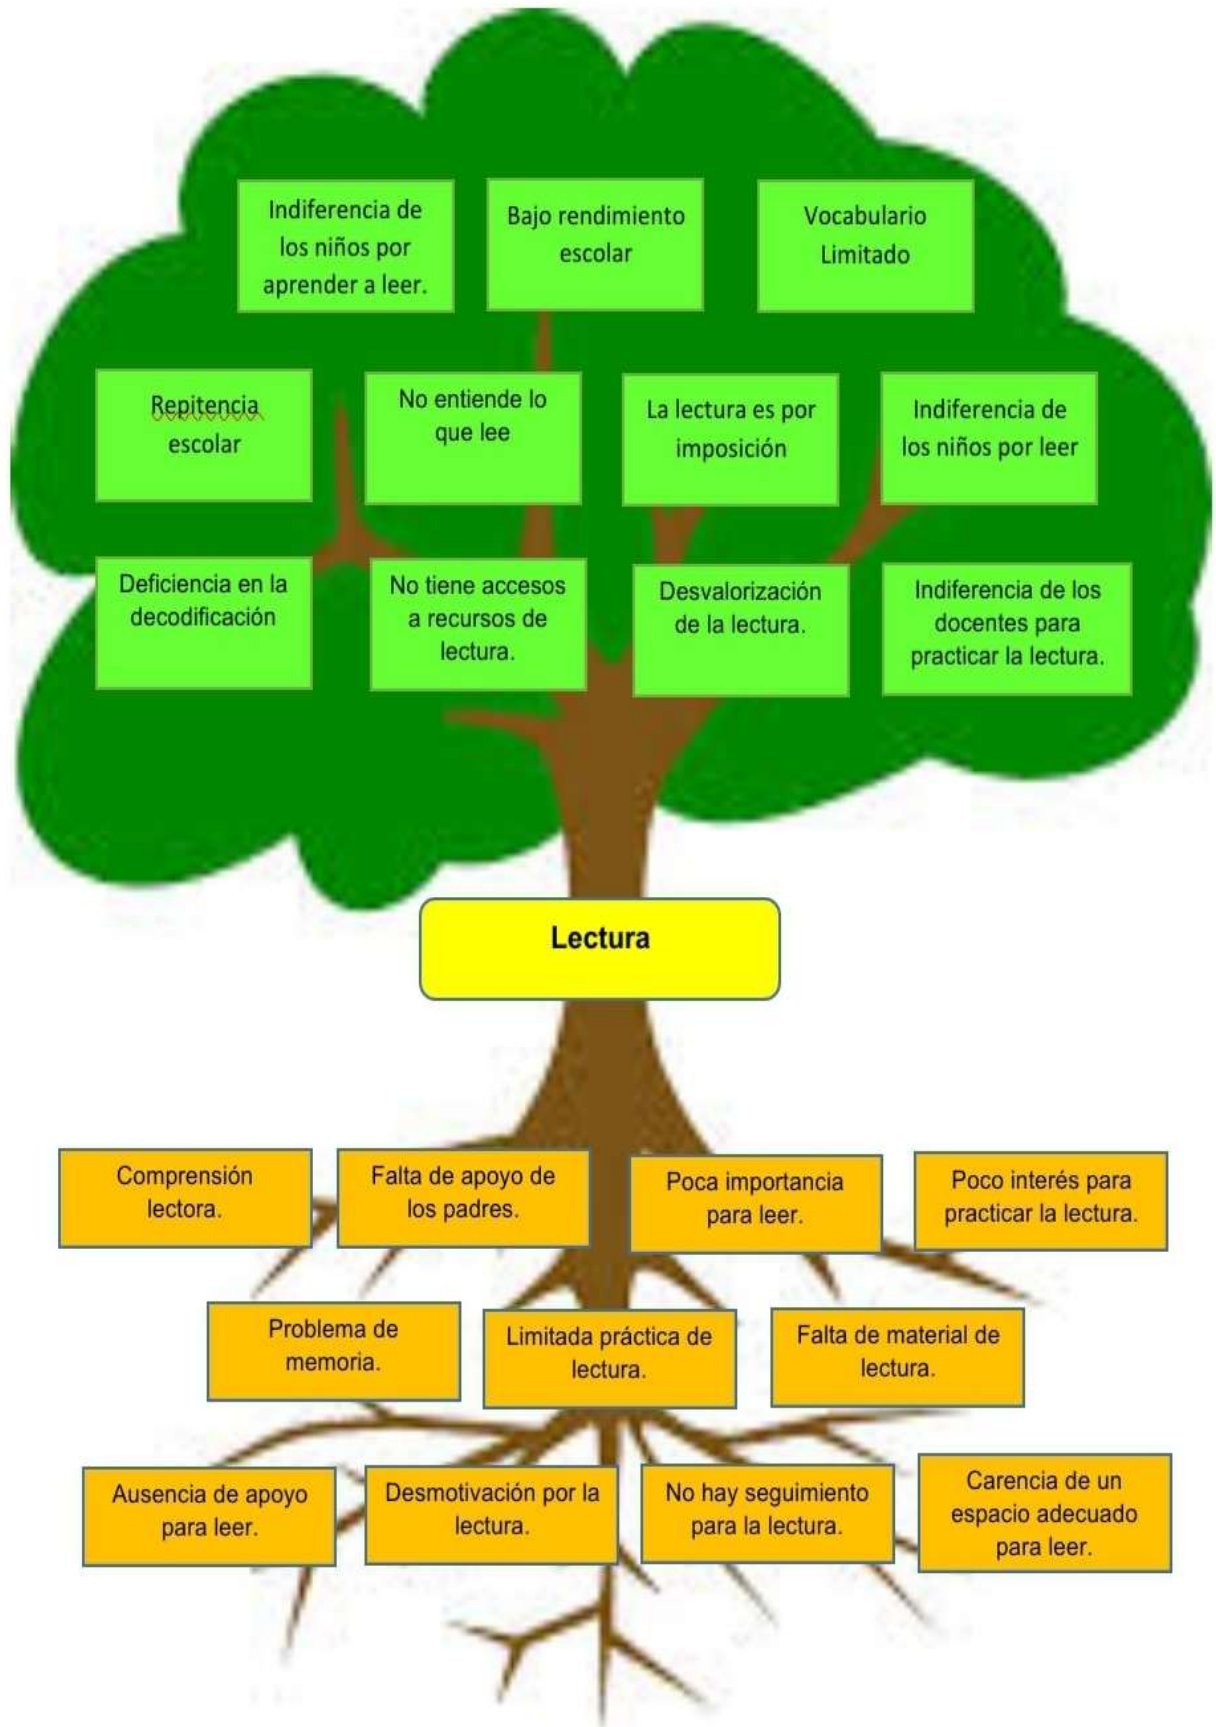 Indiferencia de
los niños por
aprender a leer.
Bajo rendimiento
escolar
Vocabulario
Limitado
Repitencia
escolar
No entiende lo
que lee
La lectura es por
imposición
Indiferencia de
los niños por leer
Deficiencia en la
decodificación
No tiene accesos
a recursos de
lectura.
Desvalorización
de la lectura.
Indiferencia de los
docentes para
practicar la lectura.
Lectura
Comprensión
lectora.
Falta de apoyo de
los padres.
Poca importancia
para leer.
Poco interés para
practicar la lectura.
Problema de
memoria.
Limitada práctica de
lectura.
Falta de material de
lectura.
Ausencia de apoyo
para leer.
Desmotivación por la
lectura.
No hay seguimiento
para la lectura.
Carencia de un
espacio adecuado
para leer.